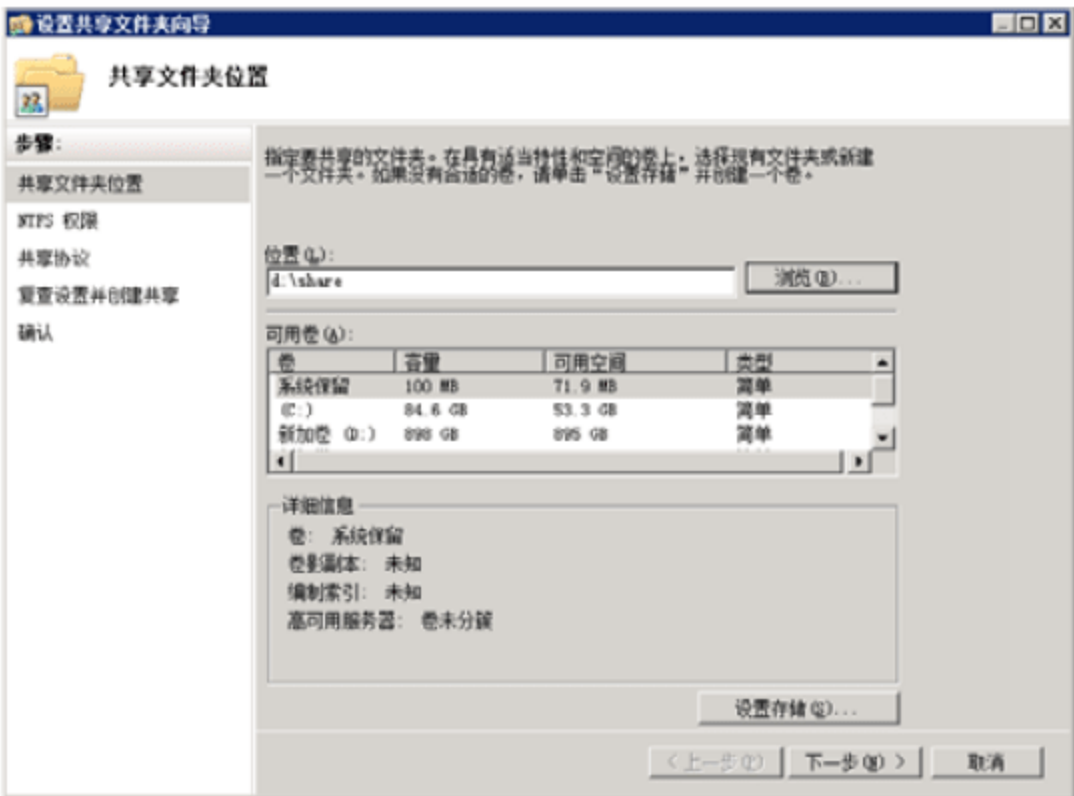 设置共享文件夹向导
共享文件夹位置
步骤:
共享文件夹位置
NTFS 权限
共享协议
复查设置并创建共享
确认
指定要共享的文件夹。在具有适当特性和空间的卷上，选择现有文件夹或新建
一个文件夹。如果没有合适的卷，请单击“设置存储”并创建一个卷。
位置(L):
d:\share
浏览(B)...
可用卷(A):
卷 容量 可用空间 类型
系统保留 100 MB 71.9 MB 简单
(C:) 84.6 GB 53.3 GB 简单
新加卷 (D:) 898 GB 895 GB 简单
详细信息
卷: 系统保留
卷影副本: 未知
编制索引: 未知
高可用服务器: 卷未分簇
设置存储(S)...
<上一步(P) 下一步(N) > 取消